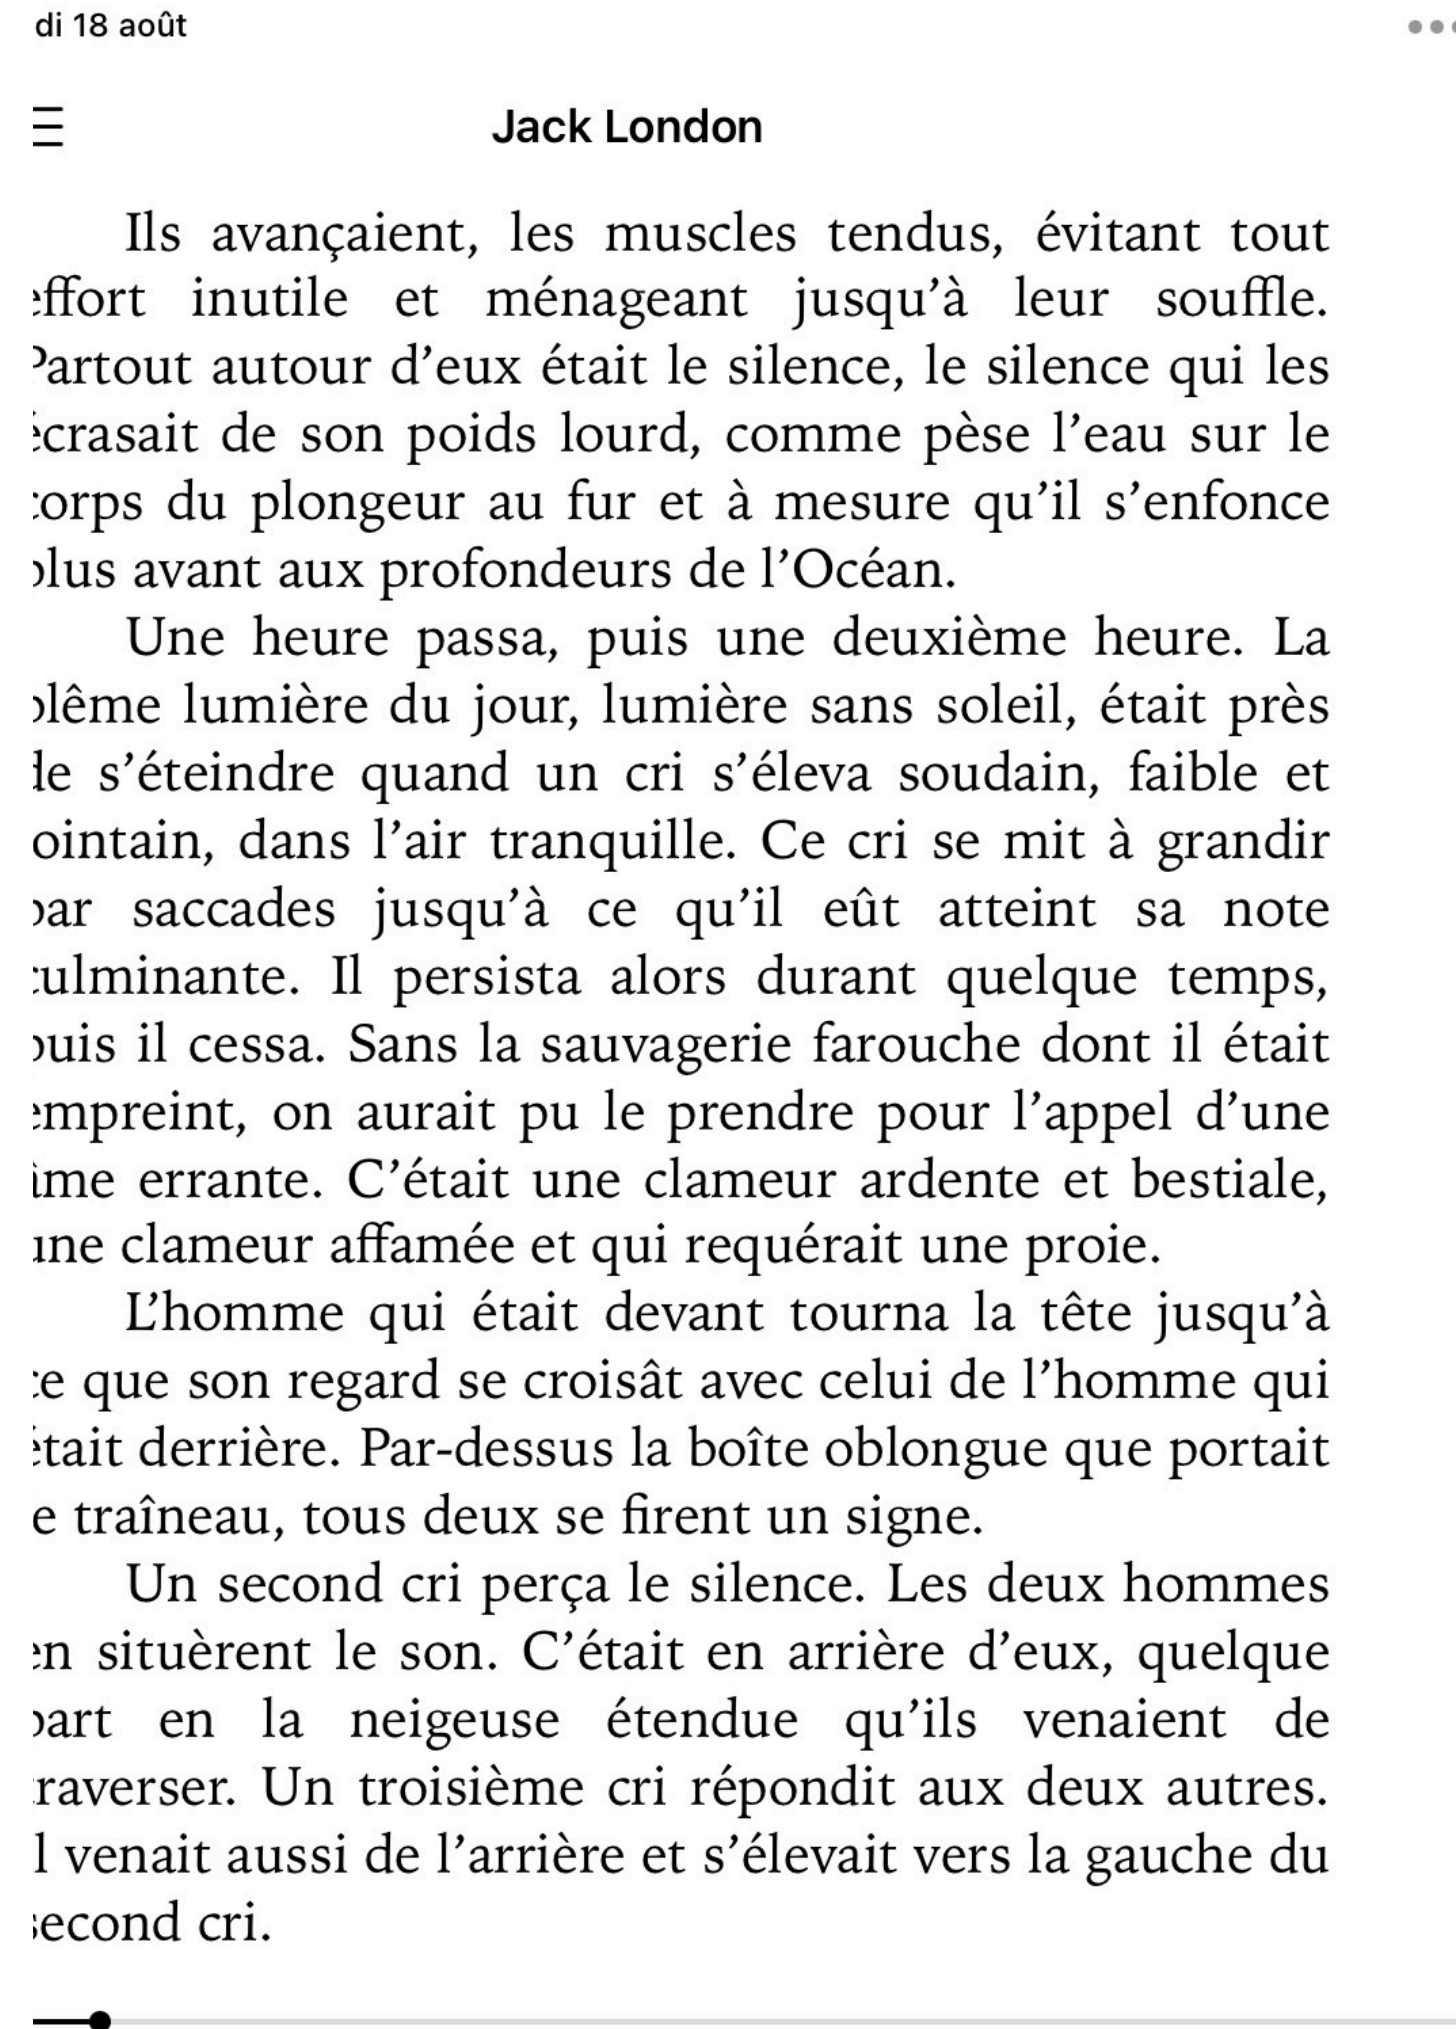 di 18 août
Jack London
Ils avançaient, les muscles tendus, évitant tout
effort inutile et ménageant jusqu’à leur souffle.
Partout autour d’eux était le silence, le silence qui les
écrasait de son poids lourd, comme pèse l’eau sur le
corps du plongeur au fur et à mesure qu’il s’enfonce
plus avant aux profondeurs de l’Océan.
Une heure passa, puis une deuxième heure. La
blême lumière du jour, lumière sans soleil, était près
de s’éteindre quand un cri s’éleva soudain, faible et
ointain, dans l’air tranquille. Ce cri se mit à grandir
par saccades jusqu’à ce qu’il eût atteint sa note
culminante. Il persista alors durant quelque temps,
puis il cessa. Sans la sauvagerie farouche dont il était
empreint, on aurait pu le prendre pour l’appel d’une
âme errante. C’était une clameur ardente et bestiale,
une clameur affamée et qui requérait une proie.
L’homme qui était devant tourna la tête jusqu’à
ce que son regard se croisât avec celui de l’homme qui
était derrière. Par-dessus la boîte oblongue que portait
e traîneau, tous deux se firent un signe.
Un second cri perça le silence. Les deux hommes
en situèrent le son. C’était en arrière d’eux, quelque
part en la neigeuse étendue qu’ils venaient de
traverser. Un troisième cri répondit aux deux autres.
l venait aussi de l’arrière et s’élevait vers la gauche du
second cri.